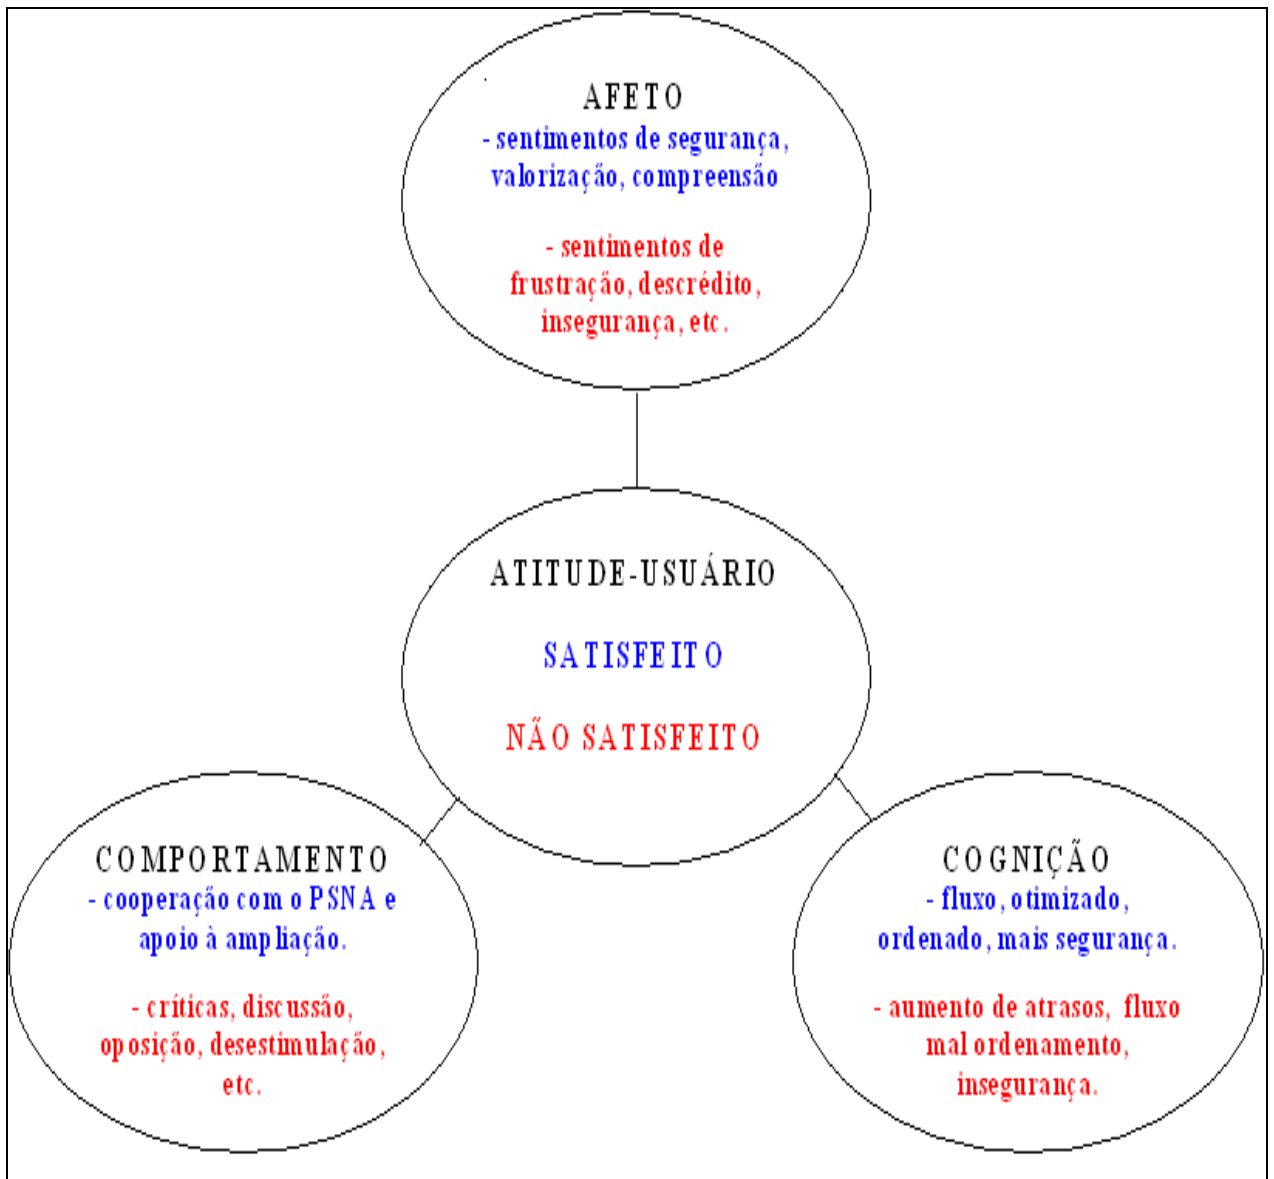 AFETO
- sentimentos de segurança,
valorização, compreensão
- sentimentos de
frustração, descrédito,
insegurança, etc.
ATITUDE-USUÁRIO
SATISFEITO
NÃO SATISFEITO
COMPORTAMENTO
- cooperação com o PSNA e
apoio à ampliação.
- críticas, discussão,
oposição, desestimulação,
etc.
COGNIÇÃO
- fluxo, otimizado,
ordenado, mais segurança.
- aumento de atrasos, fluxo
mal ordenamento,
insegurança.